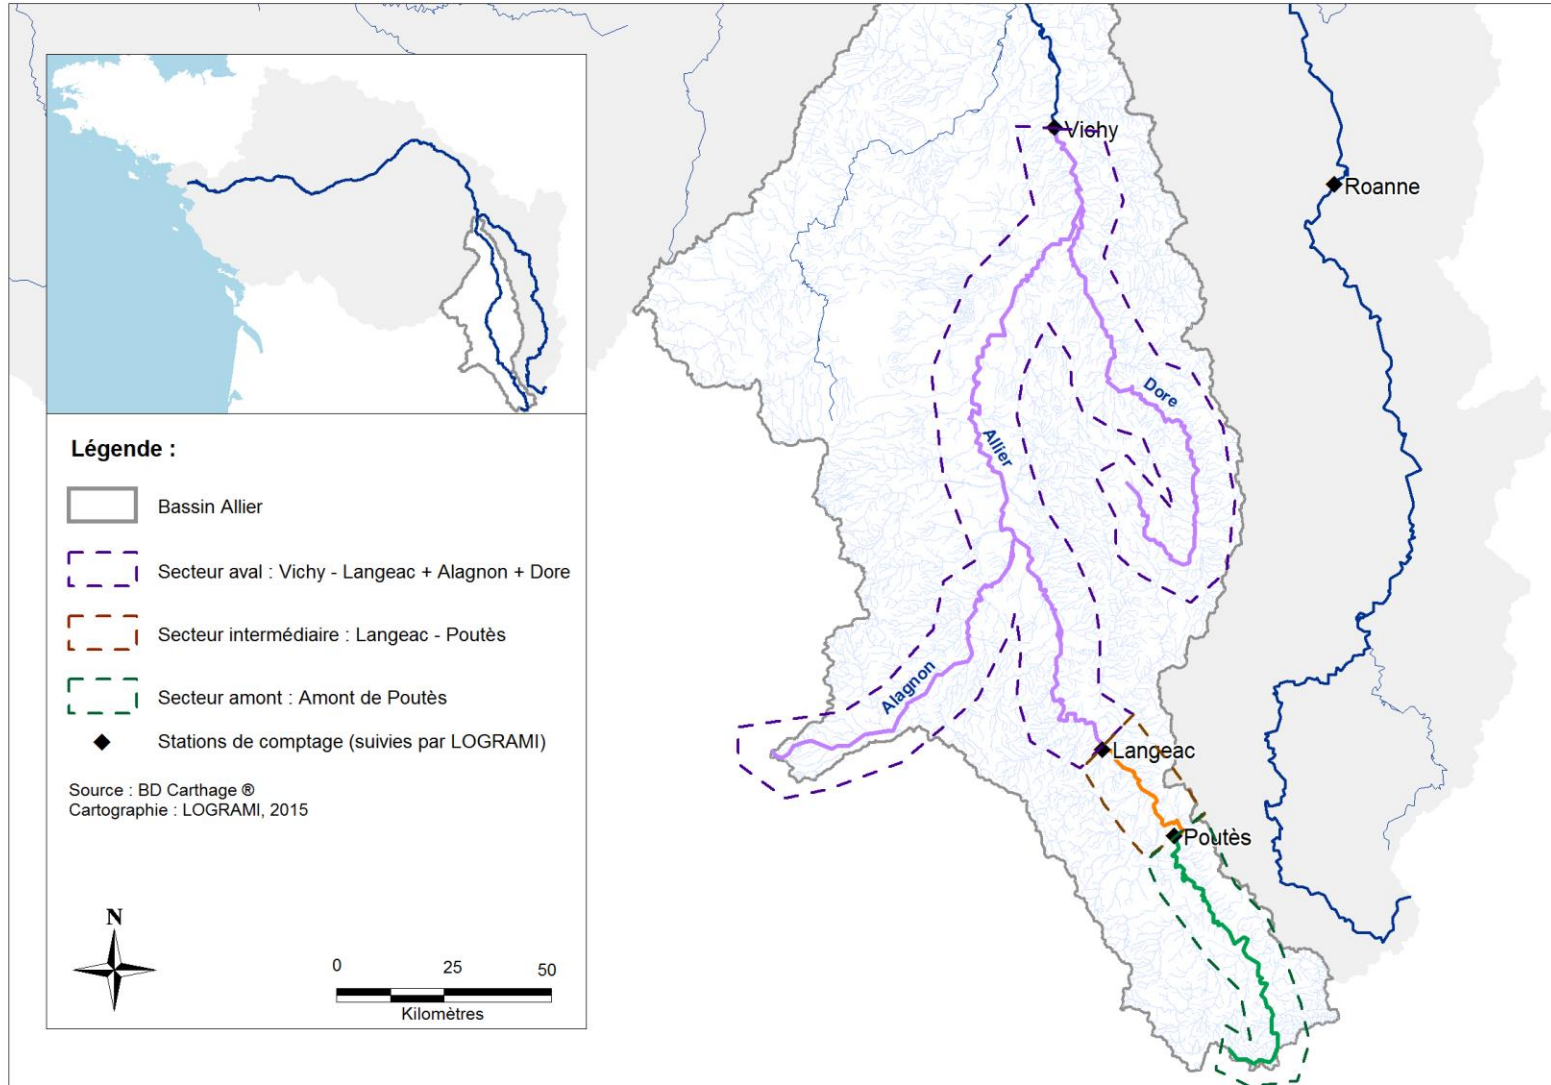 Légende :
Bassin Allier
Secteur aval : Vichy - Langeac + Alagnon + Dore
Secteur intermédiaire : Langeac - Poutès
Secteur amont : Amont de Poutès
Stations de comptage (suivies par LOGRAMI)
Source : BD Carthage ®
Cartographie : LOGRAMI, 2015
N
0 25 50
Kilomètres
Vichy
Roanne
Dore
Allier
Alagnon
Langeac
Poutès